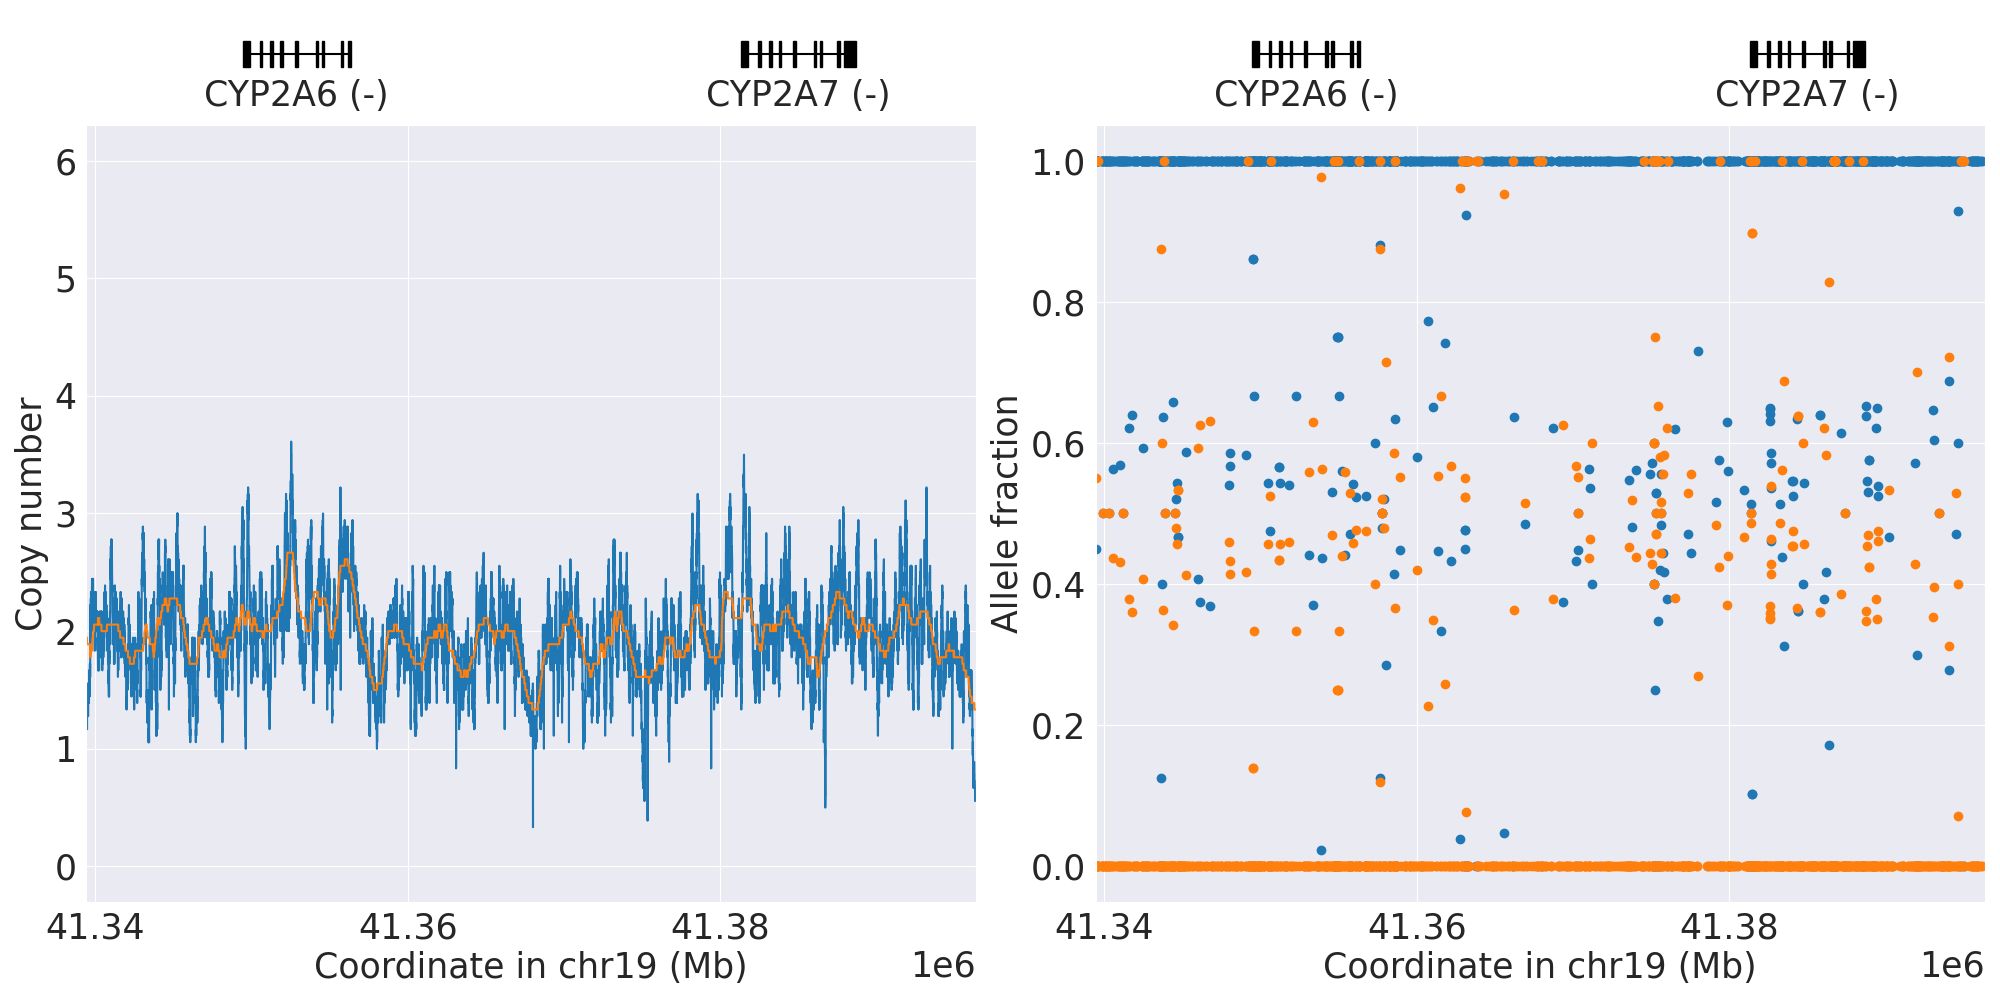 CYP2A6 (-)
CYP2A7 (-)
Copy number
6
5
4
3
2
1
0
41.34
41.36
41.38
Coordinate in chr19 (Mb)
1e6
CYP2A6 (-)
CYP2A7 (-)
Allele fraction
1.0
0.8
0.6
0.4
0.2
0.0
41.34
41.36
41.38
Coordinate in chr19 (Mb)
1e6